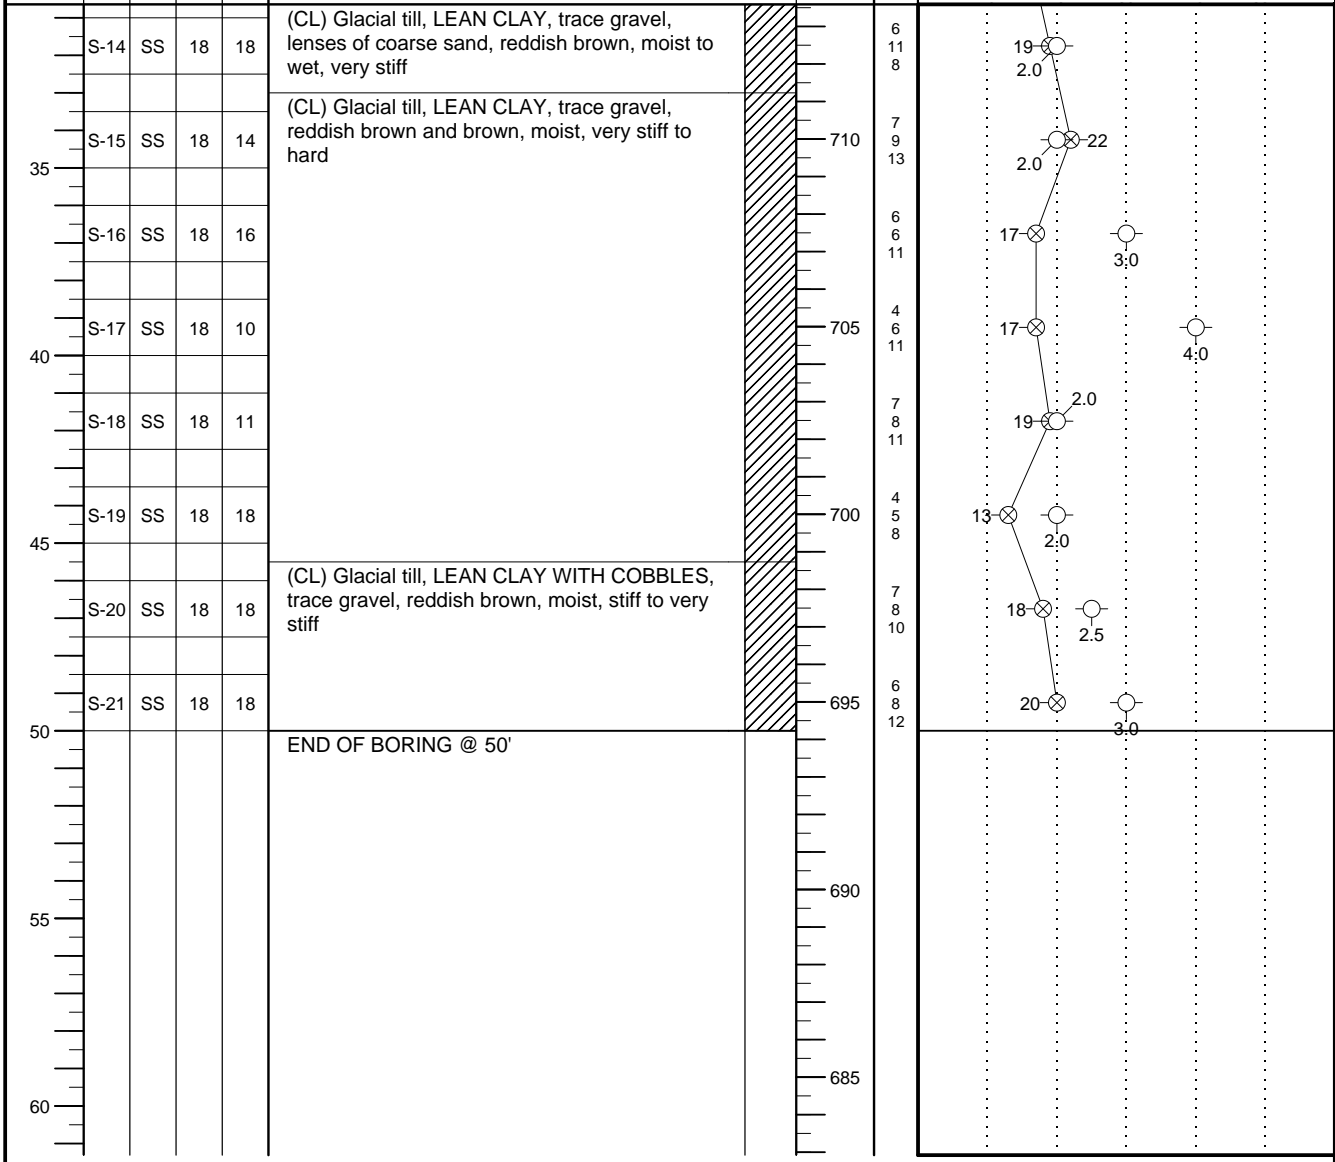 (CL) Glacial till, LEAN CLAY, trace gravel,
lenses of coarse sand, reddish brown, moist to
wet, very stiff
S-14 SS 18 18
6
11
8
19
2.0
(CL) Glacial till, LEAN CLAY, trace gravel,
reddish brown and brown, moist, very stiff to
hard
S-15 SS 18 14
710
7
9
13
22
2.0
35
S-16 SS 18 16
6
6
11
17
3.0
S-17 SS 18 10
705
4
6
11
17
4.0
40
S-18 SS 18 11
7
8
11
19
2.0
S-19 SS 18 18
700
4
5
8
13
2.0
45
(CL) Glacial till, LEAN CLAY WITH COBBLES,
trace gravel, reddish brown, moist, stiff to very
stiff
S-20 SS 18 18
7
8
10
18
2.5
S-21 SS 18 18
695
6
8
12
20
3.0
50
END OF BORING @ 50'
690
55
685
60